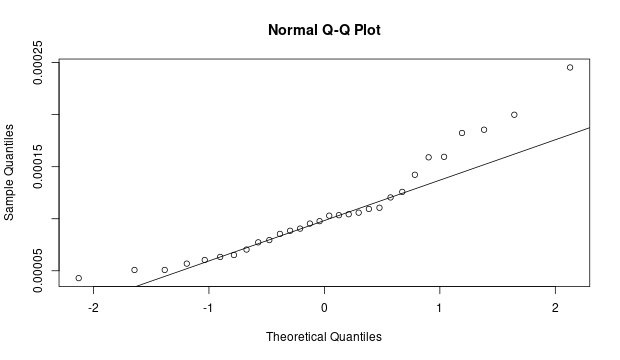 Normal Q-Q Plot
Sample Quantiles
0.00005
0.00015
0.00025
-2
-1
0
1
2
Theoretical Quantiles